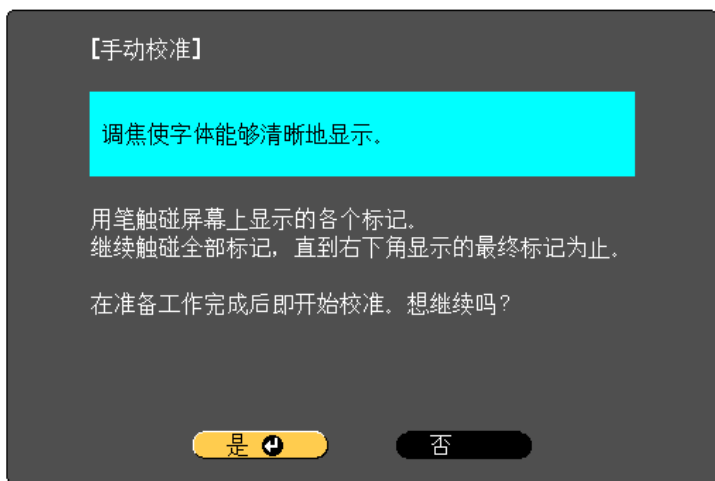 【手动校准】
调焦使字体能够清晰地显示。
用笔触碰屏幕上显示的各个标记。
继续触碰全部标记，直到右下角显示的最终标记为止。
在准备工作完成后即开始校准。想继续吗？
是
否